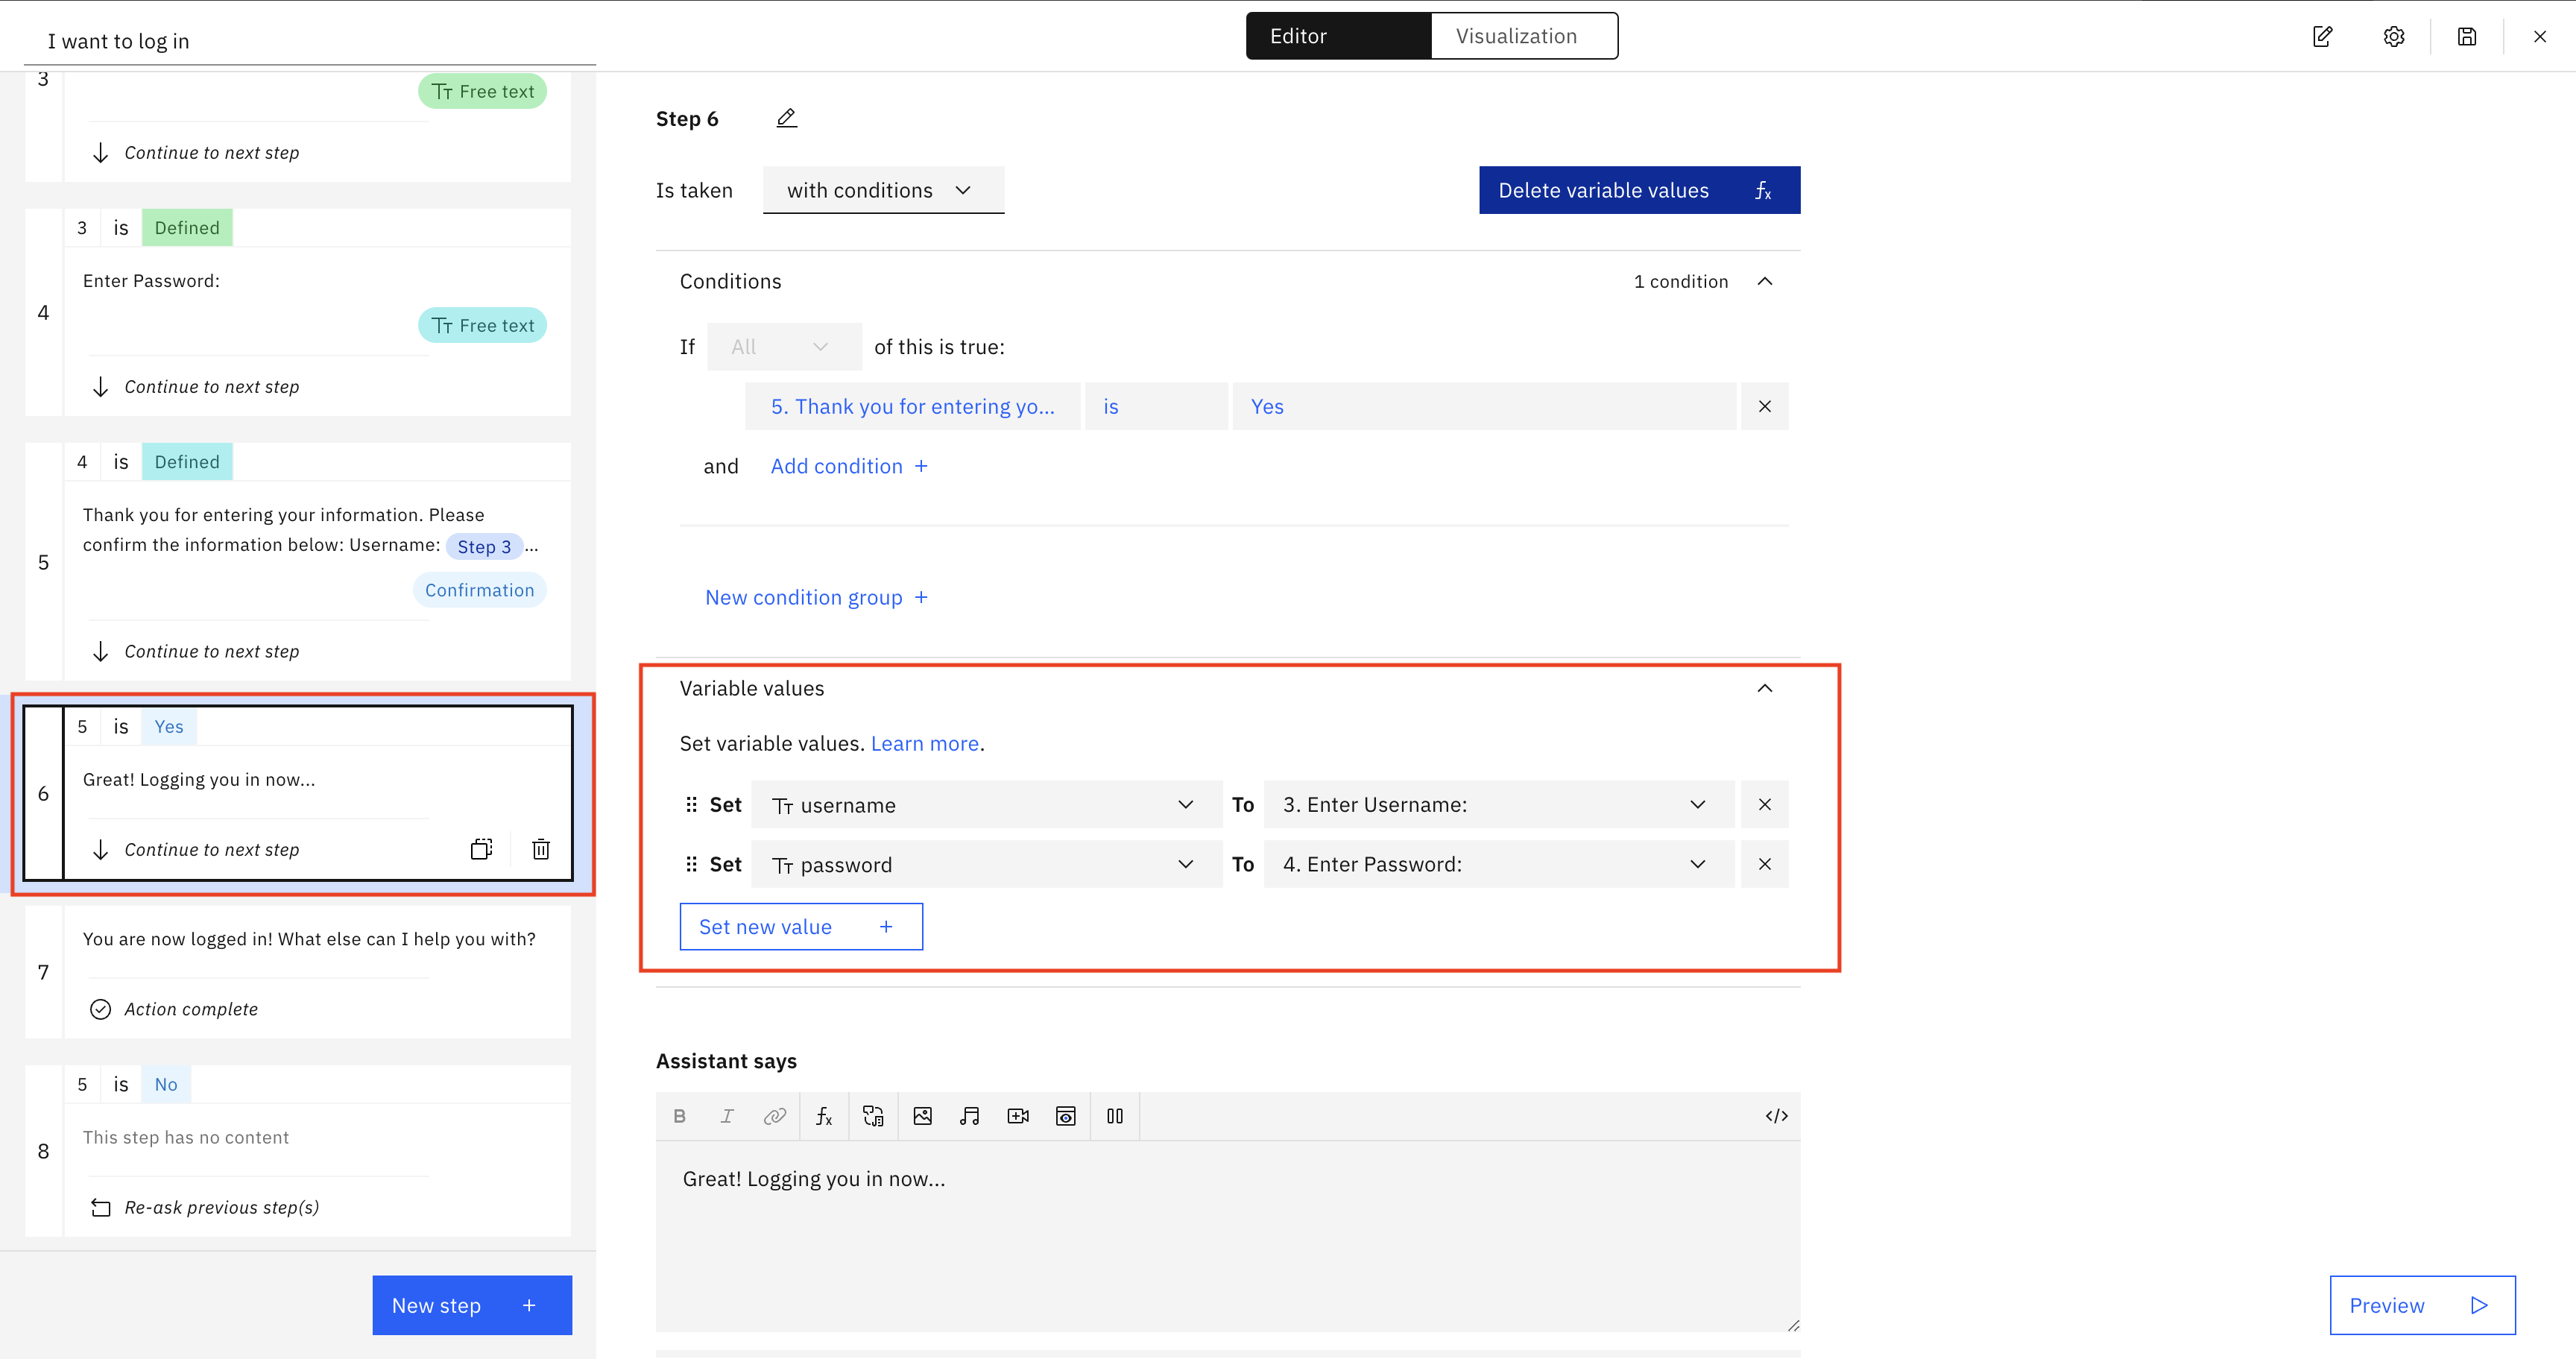 I want to log in
Editor
Visualization
3
Free text
Continue to next step
3 is Defined
4
Enter Password:
Free text
Continue to next step
4 is Defined
5
Thank you for entering your information. Please
confirm the information below: Username: Step 3 ...
Confirmation
Continue to next step
5 is Yes
6
Great! Logging you in now...
Continue to next step
7
You are now logged in! What else can I help you with?
Action complete
5 is No
8
This step has no content
Re-ask previous step(s)
New step +
Step 6
Is taken with conditions
Delete variable values fx
Conditions
1 condition
If All of this is true:
5. Thank you for entering yo... is Yes
and Add condition +
New condition group +
Variable values
Set variable values. Learn more.
Set Tt username To 3. Enter Username:
Set Tt password To 4. Enter Password:
Set new value +
Assistant says
B I fx </>
Great! Logging you in now...
Preview